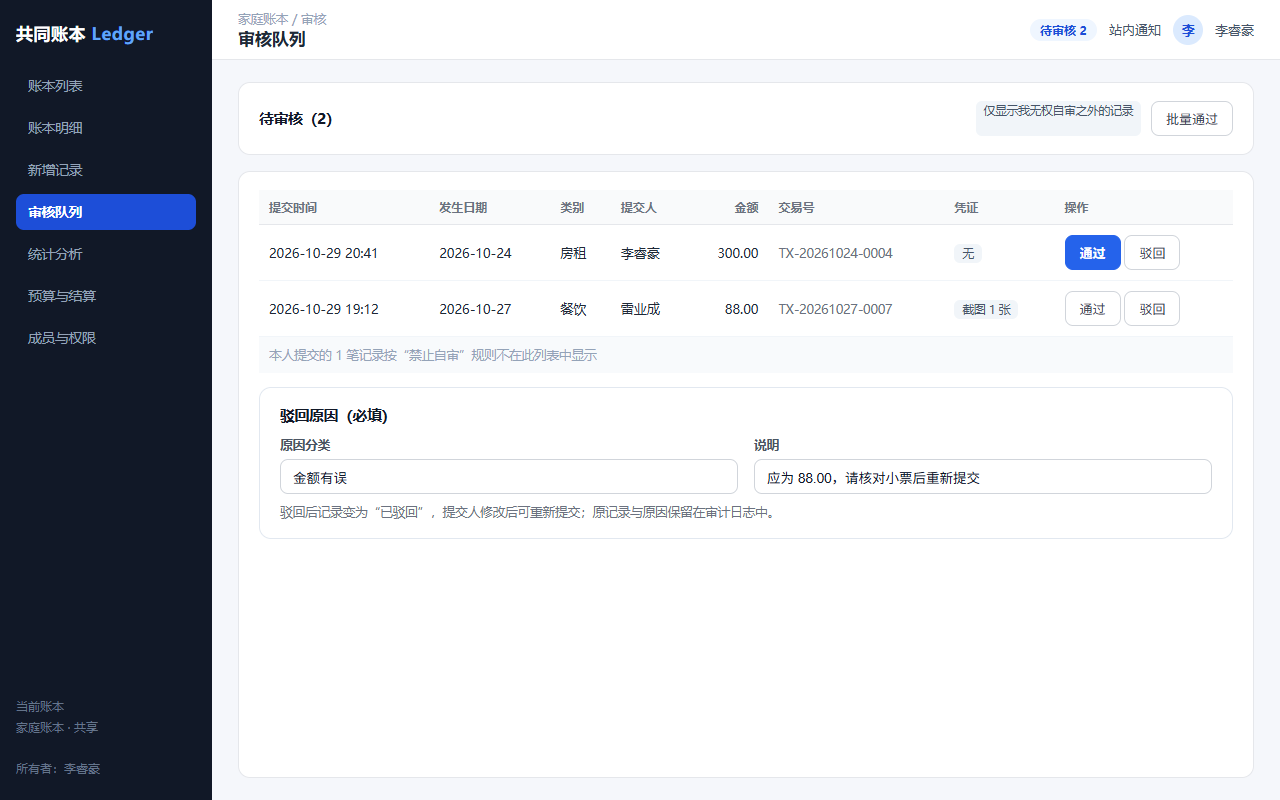 共同账本 Ledger
账本列表
账本明细
新增记录
审核队列
统计分析
预算与结算
成员与权限
当前账本
家庭账本 · 共享
所有者：李睿豪
家庭账本 / 审核
审核队列
待审核 2
站内通知
李
李睿豪
待审核（2）
仅显示我无权自审之外的记录
批量通过
提交时间 发生日期 类别 提交人 金额 交易号 凭证 操作
2026-10-29 20:41 2026-10-24 房租 李睿豪 300.00 TX-20261024-0004 无 通过 驳回
2026-10-29 19:12 2026-10-27 餐饮 雷业成 88.00 TX-20261027-0007 截图 1 张 通过 驳回
本人提交的 1 笔记录按“禁止自审”规则不在此列表中显示
驳回原因（必填）
原因分类 说明
金额有误 应为 88.00，请核对小票后重新提交
驳回后记录变为“已驳回”，提交人修改后可重新提交；原记录与原因保留在审计日志中。